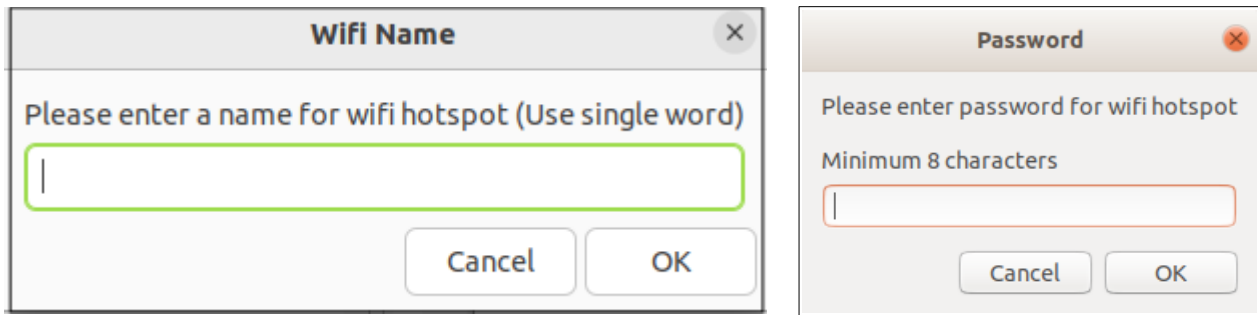 Wifi Name
Please enter a name for wifi hotspot (Use single word)
Cancel
OK
Password
Please enter password for wifi hotspot
Minimum 8 characters
Cancel
OK